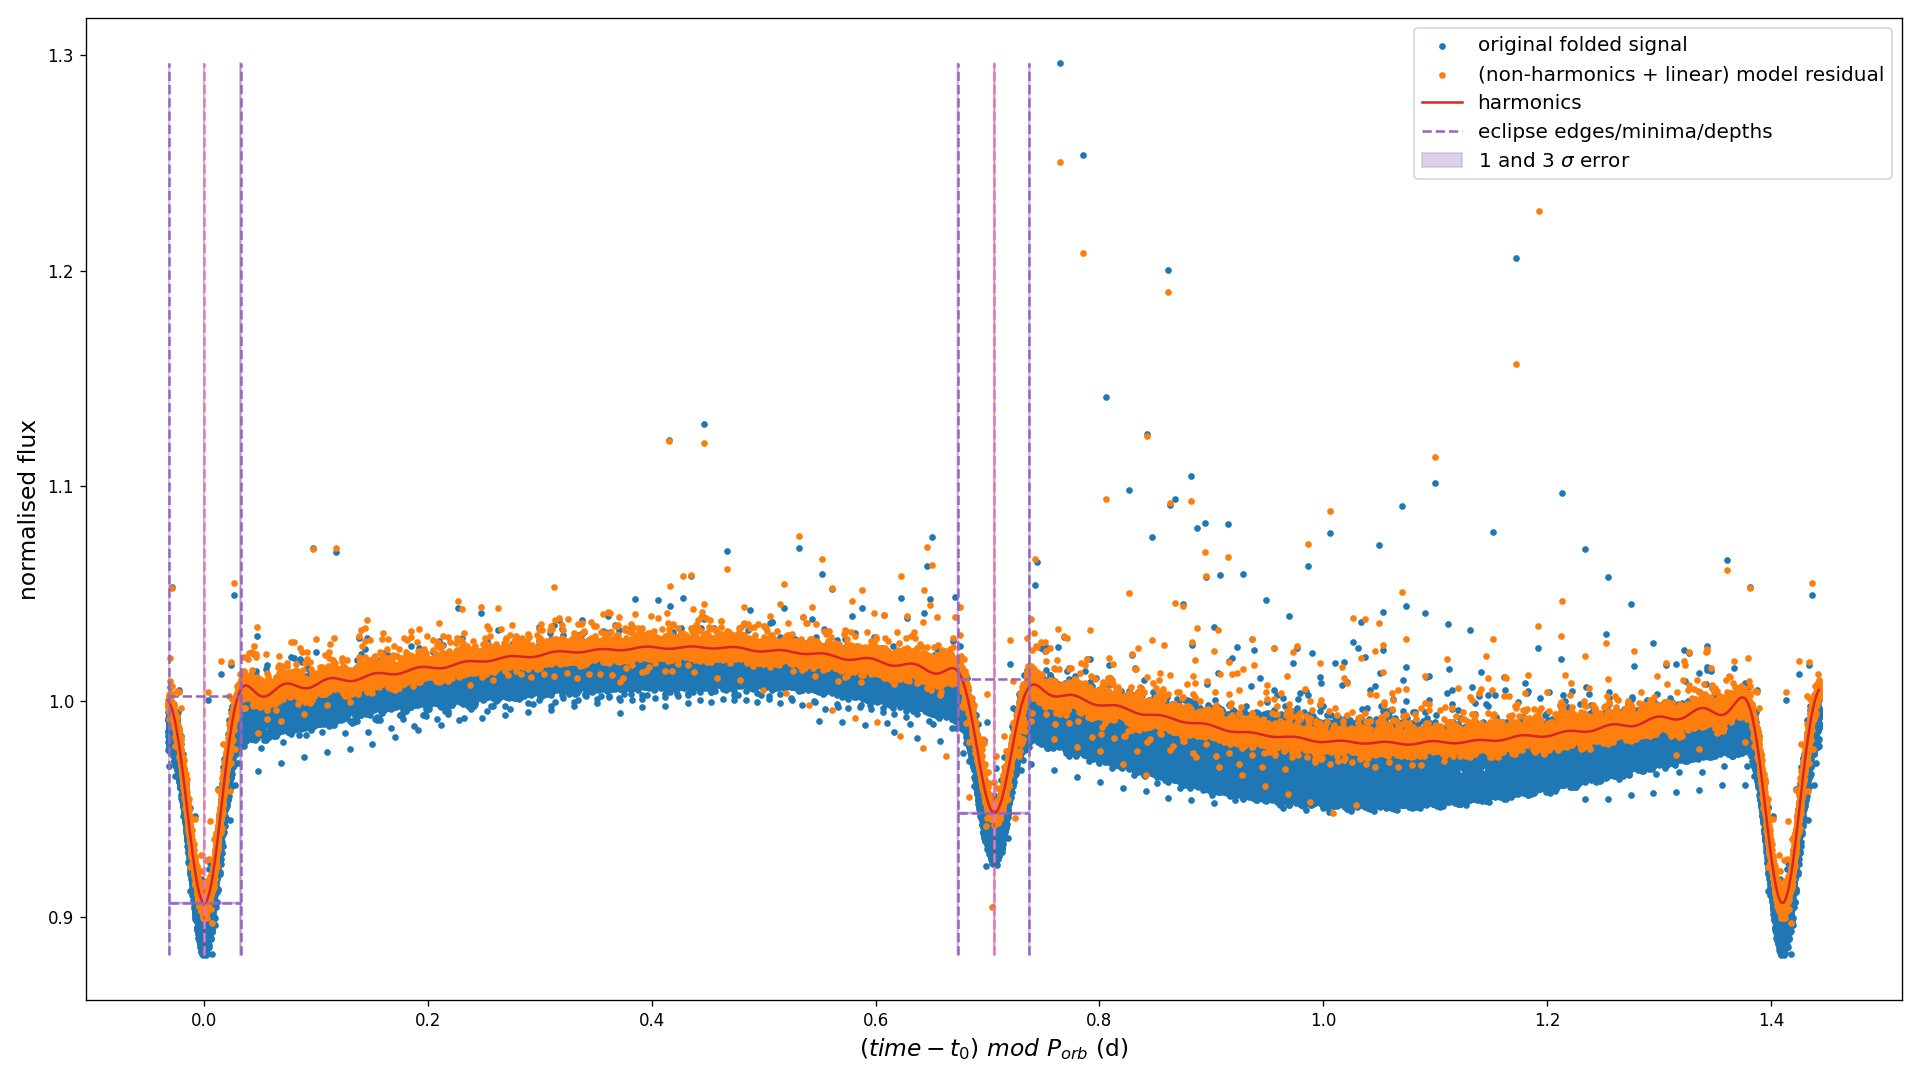 original folded signal
(non-harmonics + linear) model residual
harmonics
eclipse edges/minima/depths
1 and 3 σ error
normalised flux
1.3
1.2
1.1
1.0
0.9
0.0 0.2 0.4 0.6 0.8 1.0 1.2 1.4
(time − t₀) mod P_orb (d)